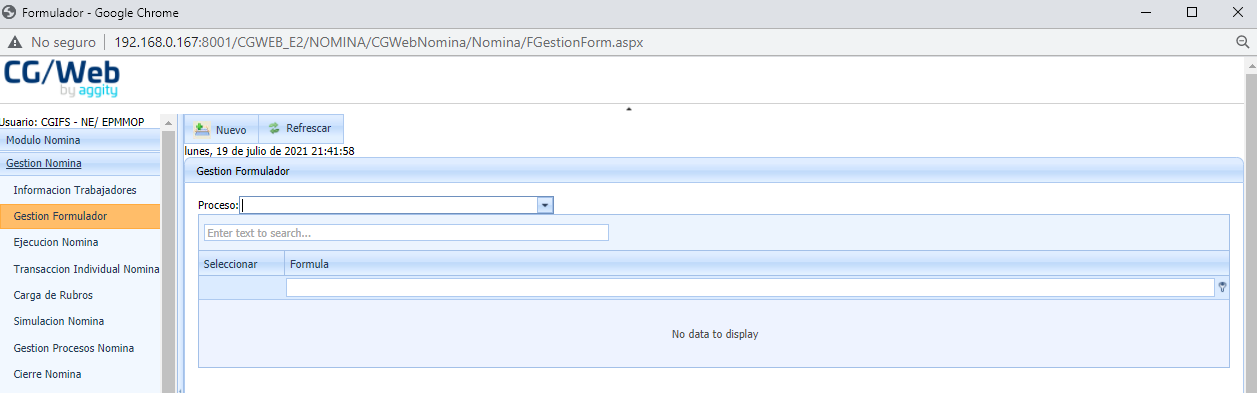 Formulador - Google Chrome
No seguro 192.168.0.167:8001/CGWEB_E2/NOMINA/CGWebNomina/Nomina/FGestionForm.aspx
CG/Web
by aggity
Usuario: CGIFS - NE/ EPMMOP
Modulo Nomina
Gestion Nomina
Informacion Trabajadores
Gestion Formulador
Ejecucion Nomina
Transaccion Individual Nomina
Carga de Rubros
Simulacion Nomina
Gestion Procesos Nomina
Cierre Nomina
Nuevo Refrescar
lunes, 19 de julio de 2021 21:41:58
Gestion Formulador
Proceso:
Enter text to search...
Seleccionar Formula
No data to display